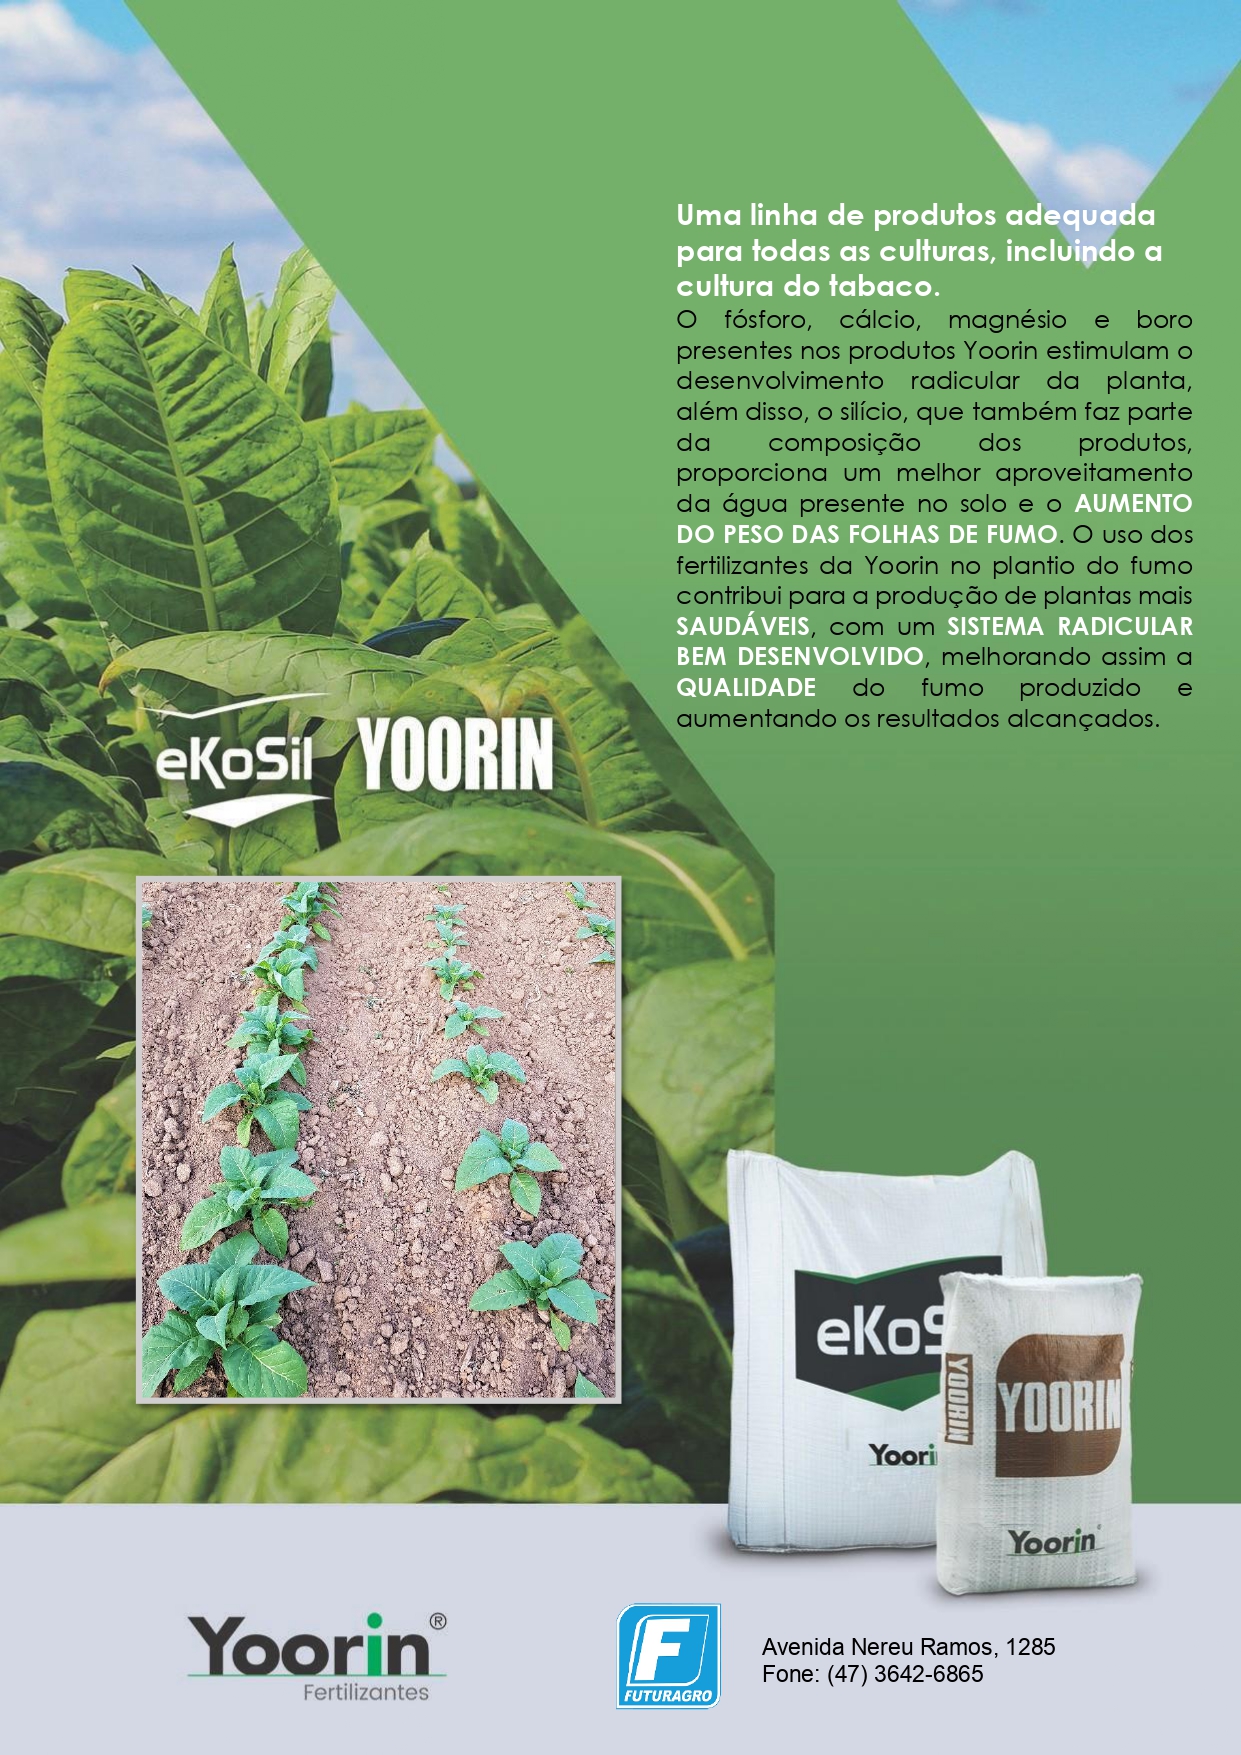 Uma linha de produtos adequada
para todas as culturas, incluindo a
cultura do tabaco.
O fósforo, cálcio, magnésio e boro
presentes nos produtos Yoorin estimulam o
desenvolvimento radicular da planta,
além disso, o silício, que também faz parte
da composição dos produtos,
proporciona um melhor aproveitamento
da água presente no solo e o AUMENTO
DO PESO DAS FOLHAS DE FUMO. O uso dos
fertilizantes da Yoorin no plantio do fumo
contribui para a produção de plantas mais
SAUDÁVEIS, com um SISTEMA RADICULAR
BEM DESENVOLVIDO, melhorando assim a
QUALIDADE do fumo produzido e
aumentando os resultados alcançados.
eKoSil YOORIN
eKoS
Yoori
YOORIN
YOORIN
Yoorin
Yoorin®
Fertilizantes
F
FUTURAGRO
Avenida Nereu Ramos, 1285
Fone: (47) 3642-6865